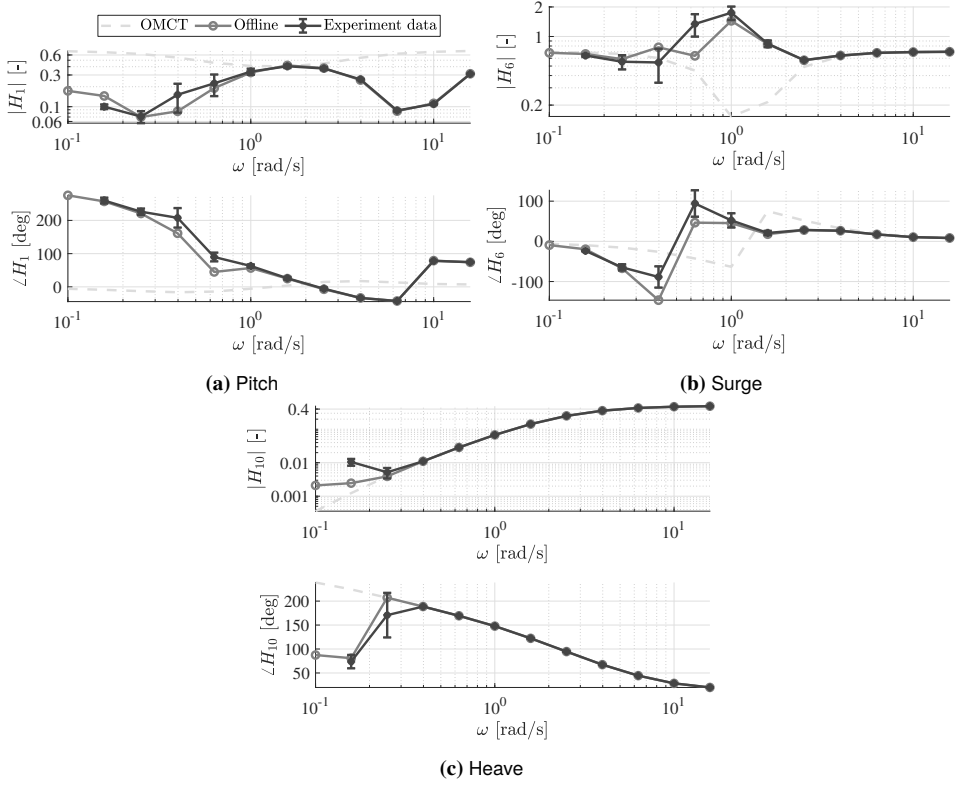 OMCT Offline Experiment data
|H₁| [-]
0.6
0.3
0.1
0.06
10⁻¹ 10⁰ 10¹
ω [rad/s]
∠H₁ [deg]
200
100
0
10⁻¹ 10⁰ 10¹
ω [rad/s]
(a) Pitch
|H₆| [-]
2
1
0.2
10⁻¹ 10⁰ 10¹
ω [rad/s]
∠H₆ [deg]
100
0
-100
10⁻¹ 10⁰ 10¹
ω [rad/s]
(b) Surge
|H₁₀| [-]
0.4
0.01
0.001
10⁻¹ 10⁰ 10¹
ω [rad/s]
∠H₁₀ [deg]
200
150
100
50
10⁻¹ 10⁰ 10¹
ω [rad/s]
(c) Heave